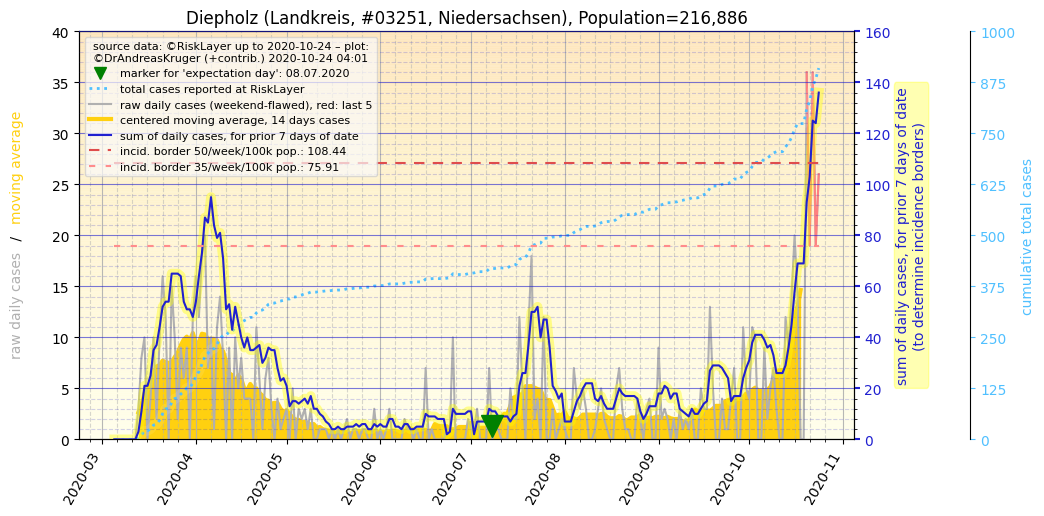 Diepholz (Landkreis, #03251, Niedersachsen), Population=216,886
source data: ©RiskLayer up to 2020-10-24 – plot:
©DrAndreasKruger (+contrib.) 2020-10-24 04:01
marker for 'expectation day': 08.07.2020
total cases reported at RiskLayer
raw daily cases (weekend-flawed), red: last 5
centered moving average, 14 days cases
sum of daily cases, for prior 7 days of date
incid. border 50/week/100k pop.: 108.44
incid. border 35/week/100k pop.: 75.91
raw daily cases / moving average
40
35
30
25
20
15
10
5
0
160
140
120
100
80
60
40
20
0
sum of daily cases, for prior 7 days of date
(to determine incidence borders)
1000
875
750
625
500
375
250
125
0
cumulative total cases
2020-03
2020-04
2020-05
2020-06
2020-07
2020-08
2020-09
2020-10
2020-11